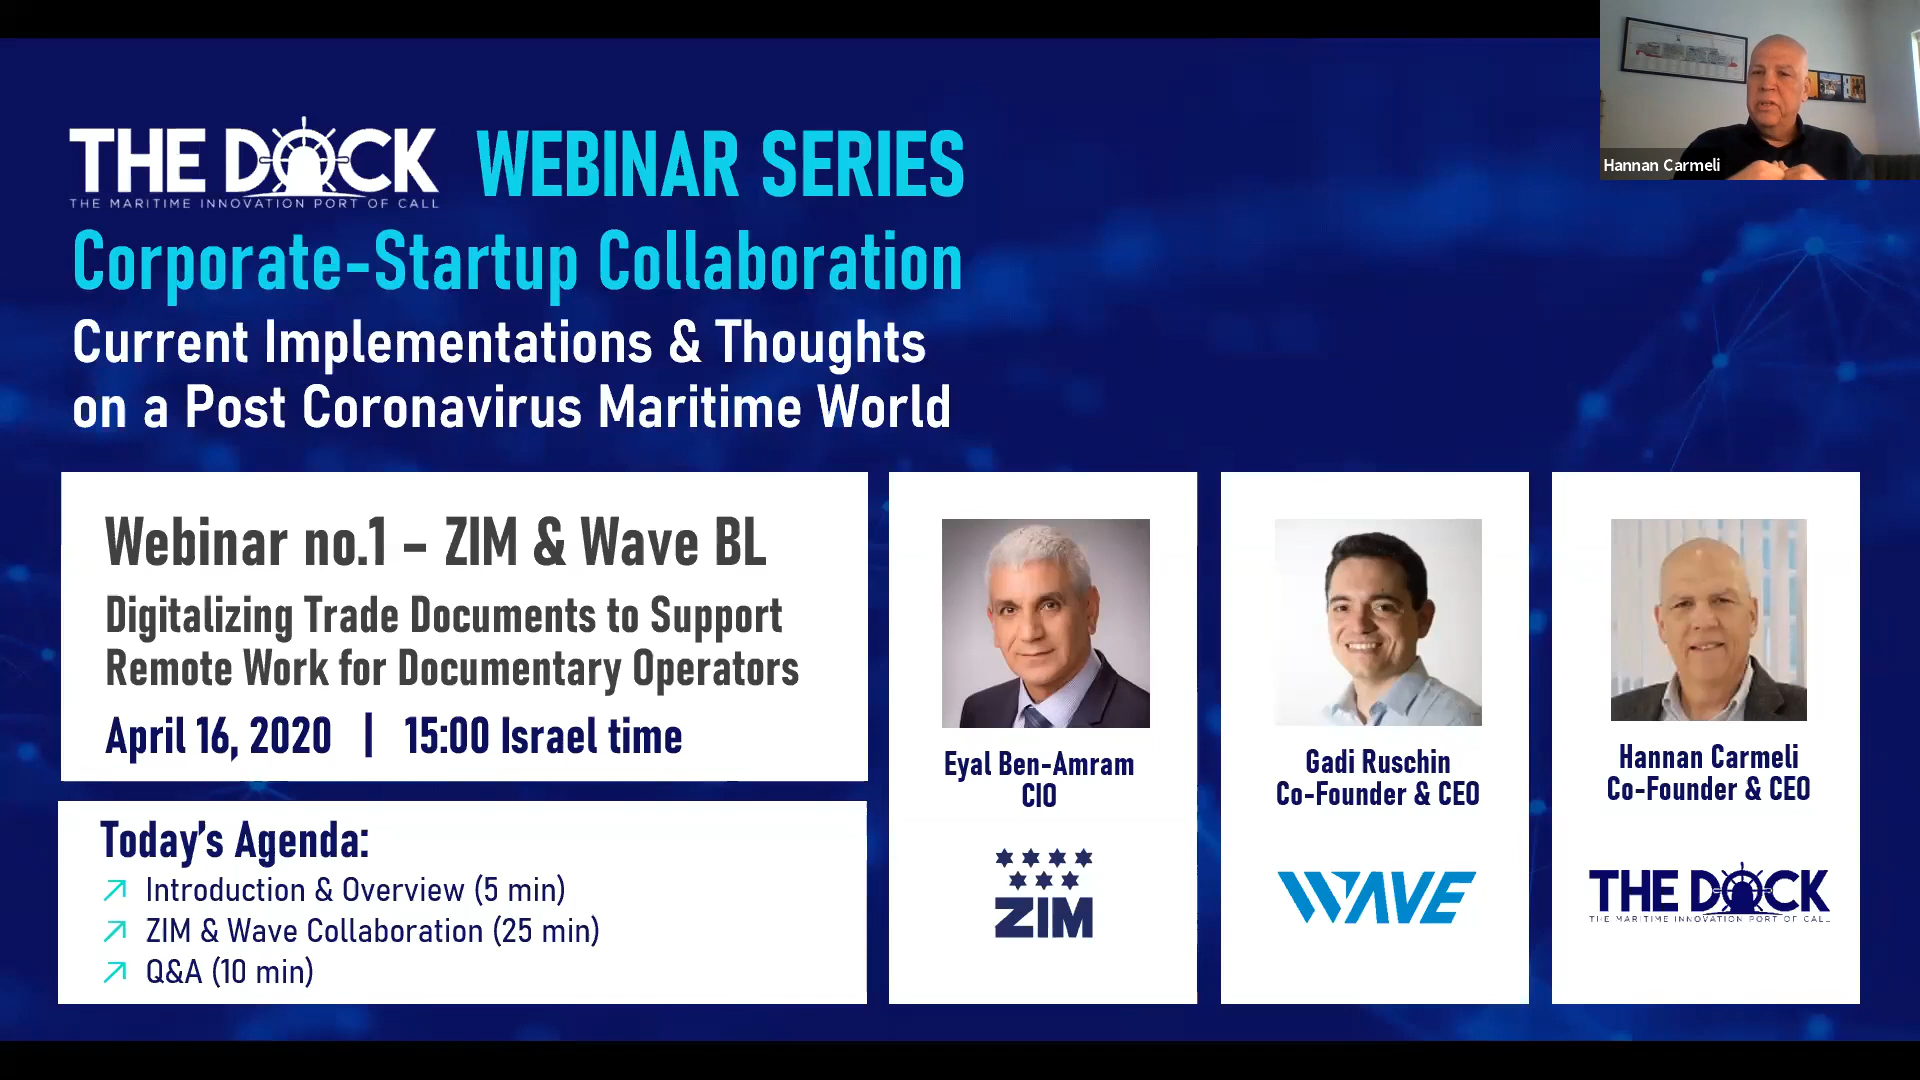 Hannan Carmeli
THE DOCK
THE MARITIME INNOVATION PORT OF CALL
WEBINAR SERIES
Corporate-Startup Collaboration
Current Implementations & Thoughts
on a Post Coronavirus Maritime World
Webinar no.1 – ZIM & Wave BL
Digitalizing Trade Documents to Support
Remote Work for Documentary Operators
April 16, 2020 | 15:00 Israel time
Today's Agenda:
Introduction & Overview (5 min)
ZIM & Wave Collaboration (25 min)
Q&A (10 min)
Eyal Ben-Amram
CIO
ZIM
Gadi Ruschin
Co-Founder & CEO
WAVE
Hannan Carmeli
Co-Founder & CEO
THE DOCK
THE MARITIME INNOVATION PORT OF CALL